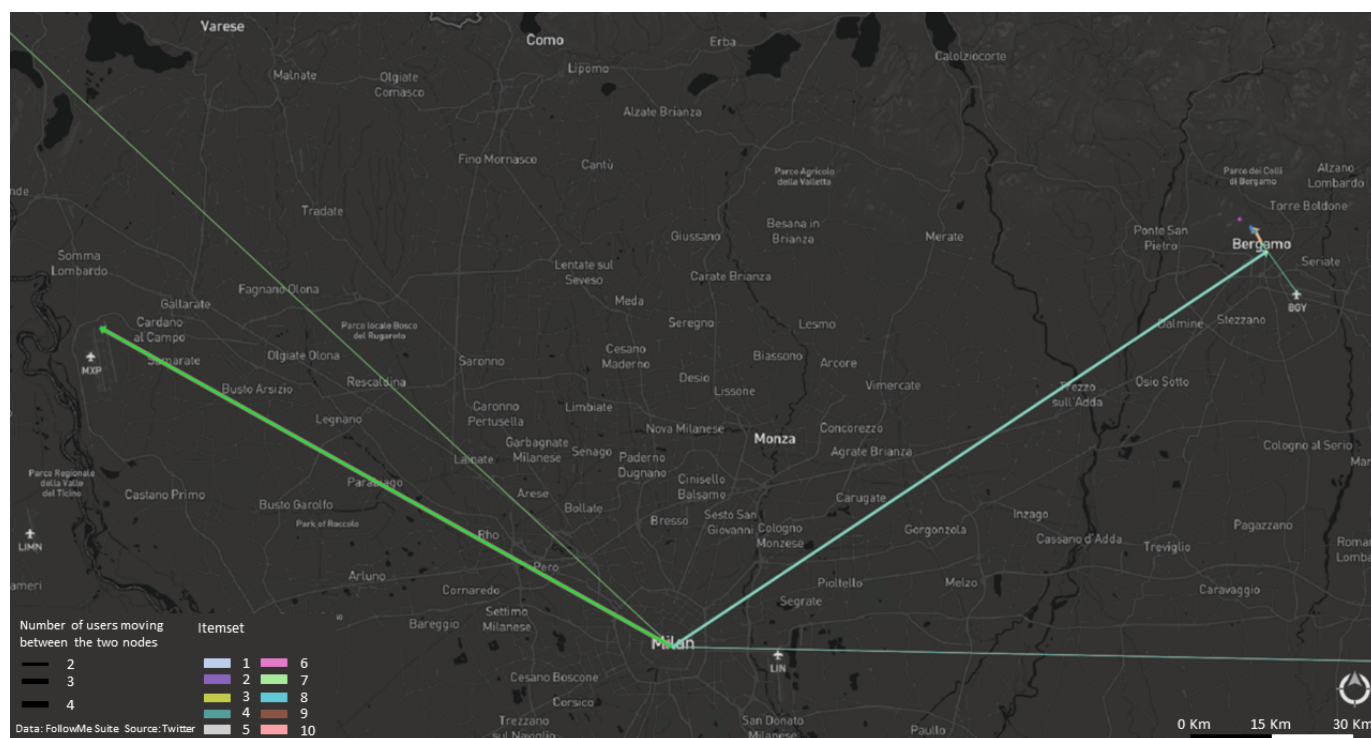 Varese
Como
Erba
Calolziocorte
Malnate
Olgiate
Comasco
Lipomo
Alzate Brianza
Fino Mornasco
Cantù
Parco Agricolo
della Valletta
Parco dei Colli
di Bergamo
Alzano
Lombardo
nde
Tradate
Torre Boldone
Besana in
Brianza
Giussano
Merate
Ponte San
Pietro
Bergamo
Somma
Lombardo
Lentate sul
Seveso
Carate Brianza
Seriate
Fagnano Olona
Gallarate
Meda
BGY
Cardano
al Campo
Parco locale Bosco
del Rugareto
Seregno
Lesmo
Dalmine
Stezzano
MXP
Samarate
Olgiate Olona
Saronno
Cesano
Maderno
Biassono
Arcore
Busto Arsizio
Rescaldina
Desio
Lissone
Vimercate
Trezzo
sull'Adda
Osio Sotto
Legnano
Caronno
Pertusella
Limbiate
Nova Milanese
Monza
Concorezzo
Cologno al Serio
Garbagnate
Milanese
Senago
Paderno
Dugnano
Agrate Brianza
Mar
Lainate
Parco Regionale
della Valle
del Ticino
Castano Primo
Parabiago
Arese
Cinisello
Balsamo
Carugate
Busto Garolfo
Bollate
Park of Roccolo
Bresso
Sesto San
Giovanni
Cologno
Monzese
Inzago
Pagazzano
LIMN
Rho
Gorgonzola
Cassano d'Adda
Treviglio
Roman
Lomba
Pero
Arluno
ameri
Cornaredo
Pioltello
Melzo
Caravaggio
Settimo
Milanese
Segrate
Bareggio
Milan
LIN
Cesano Boscone
Corsico
Trezzano
sul Naviglio
San Donato
Milanese
Paullo
Number of users moving
between the two nodes
2
3
4
Itemset
1 6
2 7
3 8
4 9
5 10
Data: FollowMe Suite Source: Twitter
0 Km 15 Km 30 Km